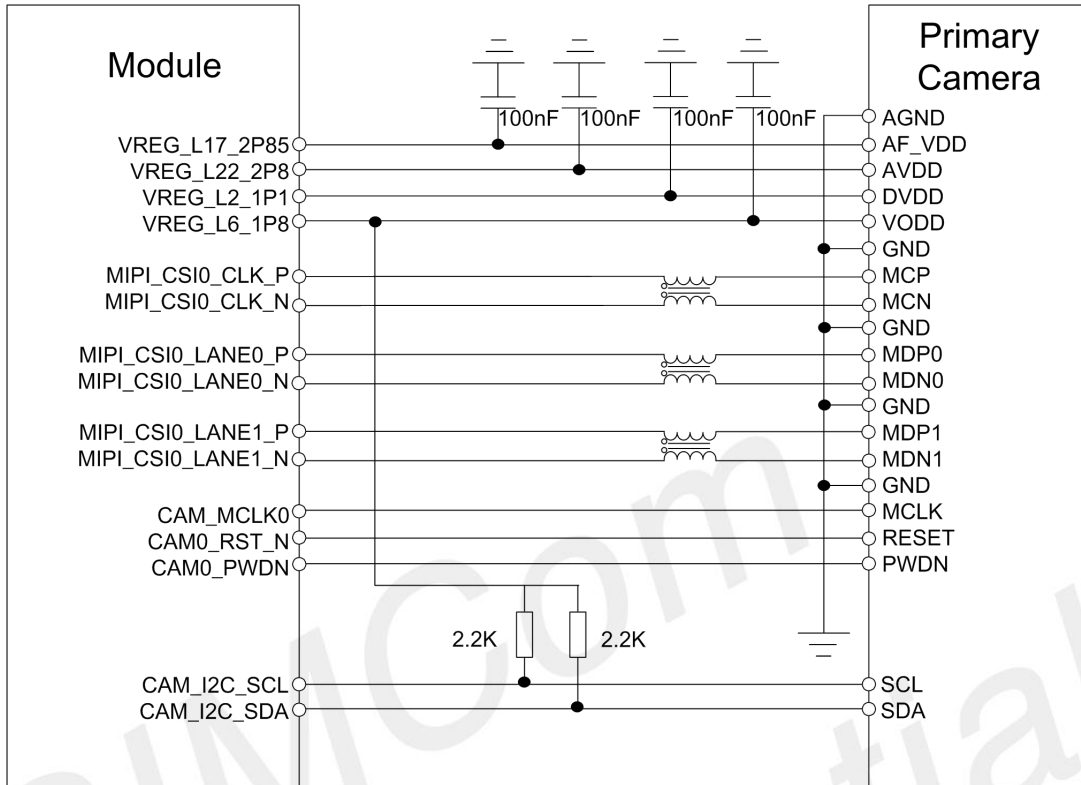 Module
Primary
Camera
100nF 100nF 100nF 100nF
AGND
VREG_L17_2P85 AF_VDD
VREG_L22_2P8 AVDD
VREG_L2_1P1 DVDD
VREG_L6_1P8 VODD
GND
MIPI_CSI0_CLK_P MCP
MIPI_CSI0_CLK_N MCN
GND
MIPI_CSI0_LANE0_P MDP0
MIPI_CSI0_LANE0_N MDN0
GND
MIPI_CSI0_LANE1_P MDP1
MIPI_CSI0_LANE1_N MDN1
GND
CAM_MCLK0 MCLK
CAM0_RST_N RESET
CAM0_PWDN PWDN
2.2K 2.2K
CAM_I2C_SCL SCL
CAM_I2C_SDA SDA